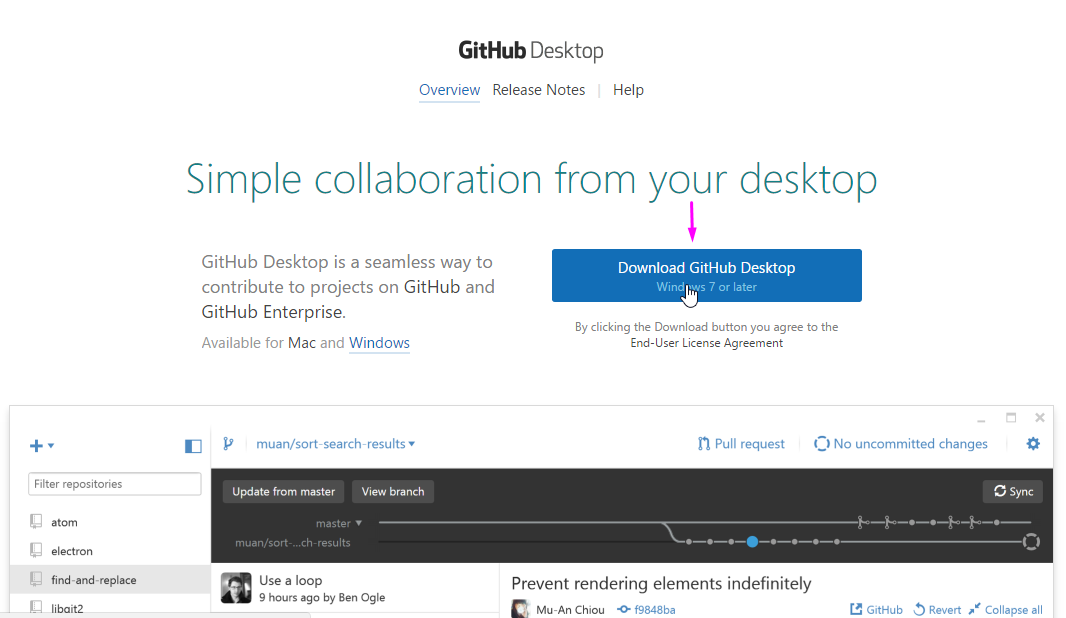 GitHub Desktop
Overview Release Notes | Help
Simple collaboration from your desktop
GitHub Desktop is a seamless way to
contribute to projects on GitHub and
GitHub Enterprise.
Available for Mac and Windows
Download GitHub Desktop
Windows 7 or later
By clicking the Download button you agree to the
End-User License Agreement
muan/sort-search-results
Pull request
No uncommitted changes
Filter repositories
atom
electron
find-and-replace
libgit2
Update from master
View branch
Sync
master
muan/sort-...ch-results
Use a loop
9 hours ago by Ben Ogle
Prevent rendering elements indefinitely
Mu-An Chiou f9848ba
GitHub Revert Collapse all